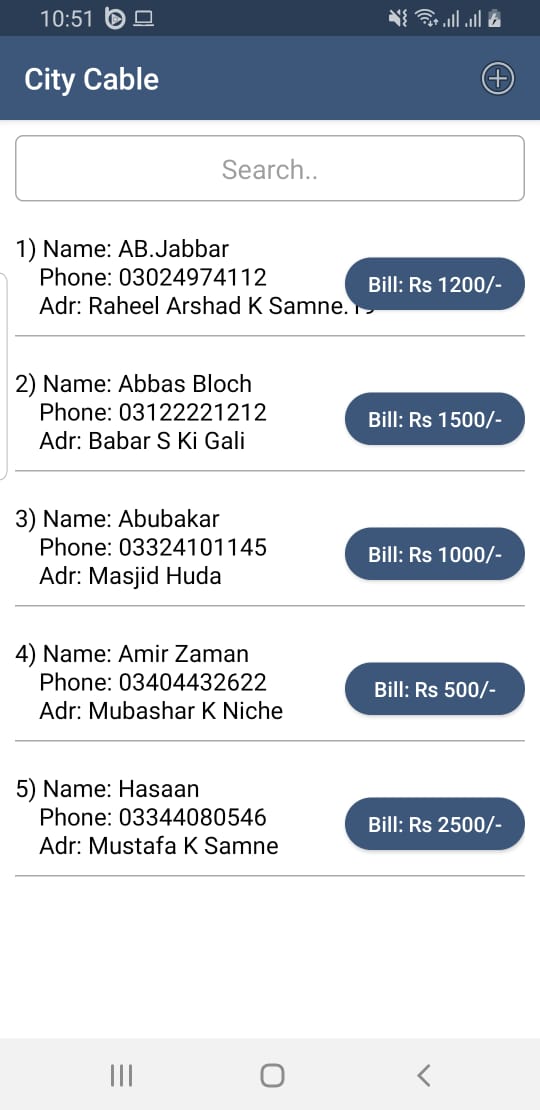 10:51
City Cable
Search..
1) Name: AB.Jabbar
Phone: 03024974112
Adr: Raheel Arshad K Samne.
Bill: Rs 1200/-
2) Name: Abbas Bloch
Phone: 03122221212
Adr: Babar S Ki Gali
Bill: Rs 1500/-
3) Name: Abubakar
Phone: 03324101145
Adr: Masjid Huda
Bill: Rs 1000/-
4) Name: Amir Zaman
Phone: 03404432622
Adr: Mubashar K Niche
Bill: Rs 500/-
5) Name: Hasaan
Phone: 03344080546
Adr: Mustafa K Samne
Bill: Rs 2500/-